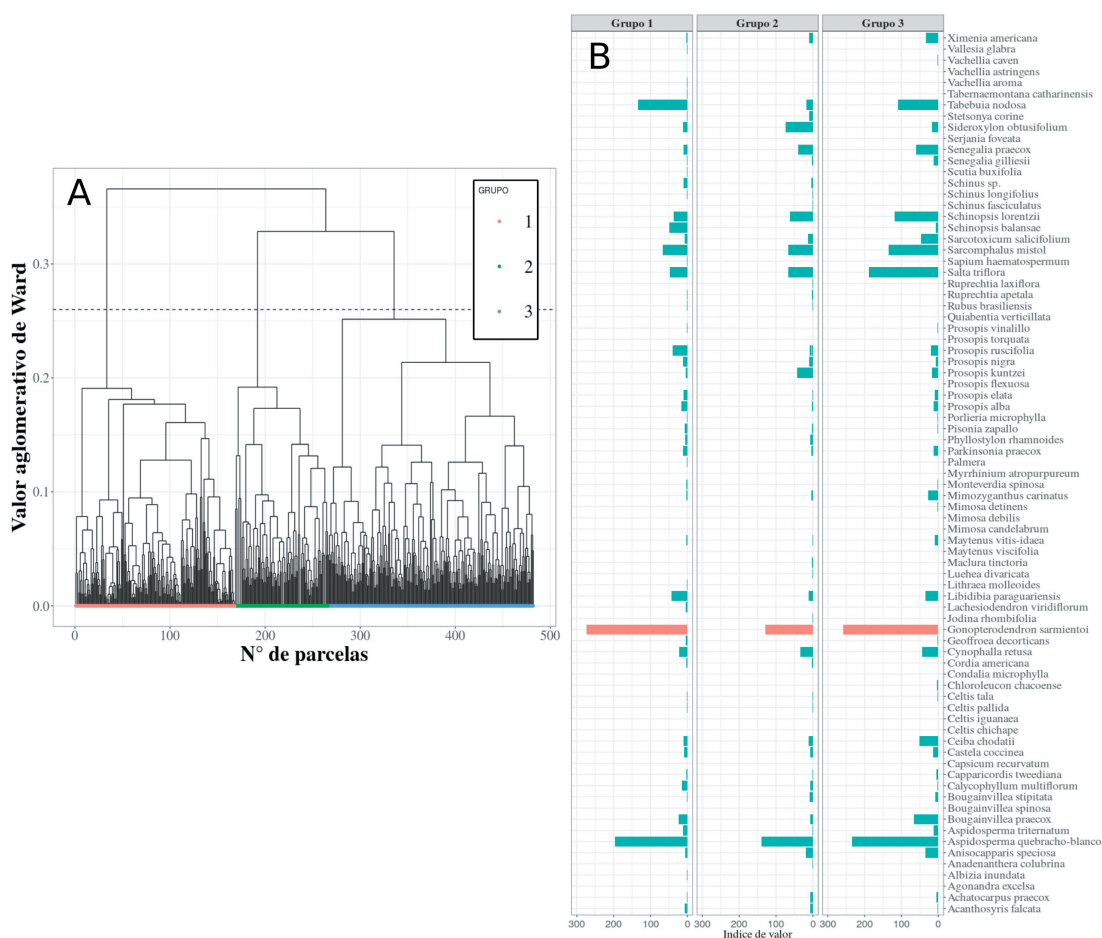 A
GRUPO
1
2
3
Valor aglomerativo de Ward
0.3
0.2
0.1
0.0
0 100 200 300 400 500
N° de parcelas
B
Grupo 1 Grupo 2 Grupo 3
Ximenia americana
Vallesia glabra
Vachellia caven
Vachellia astringens
Vachellia aroma
Tabernaemontana catharinensis
Tabebuia nodosa
Stetsonya corine
Sideroxylon obtusifolium
Serjania foveata
Senegalia praecox
Senegalia gilliesii
Scutia buxifolia
Schinus sp.
Schinus longifolius
Schinus fasciculatus
Schinopsis lorentzii
Schinopsis balansae
Sarcotoxicum salicifolium
Sarcomphalus mistol
Sapium haematospermum
Salta triflora
Ruprechtia laxiflora
Ruprechtia apetala
Rubus brasiliensis
Quiabentia verticillata
Prosopis vinalillo
Prosopis torquata
Prosopis ruscifolia
Prosopis nigra
Prosopis kuntzei
Prosopis flexuosa
Prosopis elata
Prosopis alba
Porlieria microphylla
Pisonia zapallo
Phyllostylon rhamnoides
Parkinsonia praecox
Palmera
Myrrhinium atropurpureum
Monteverdia spinosa
Mimozyganthus carinatus
Mimosa detinens
Mimosa debilis
Mimosa candelabrum
Maytenus vitis-idaea
Maytenus viscifolia
Maclura tinctoria
Luehea divaricata
Lithraea molleoides
Libidibia paraguariensis
Lachesiodendron viridiflorum
Jodina rhombifolia
Gonopterodendron sarmientoi
Geoffroea decorticans
Cynophalla retusa
Cordia americana
Condalia microphylla
Chloroleucon chacoense
Celtis tala
Celtis pallida
Celtis iguanaea
Celtis chichape
Ceiba chodatii
Castela coccinea
Capsicum recurvatum
Capparicordis tweediana
Calycophyllum multiflorum
Bougainvillea stipitata
Bougainvillea spinosa
Bougainvillea praecox
Aspidosperma triternatum
Aspidosperma quebracho-blanco
Anisocapparis speciosa
Anadenanthera colubrina
Albizia inundata
Agonandra excelsa
Achatocarpus praecox
Acanthosyris falcata
300 200 100 0 300 200 100 0 300 200 100 0
Indice de valor